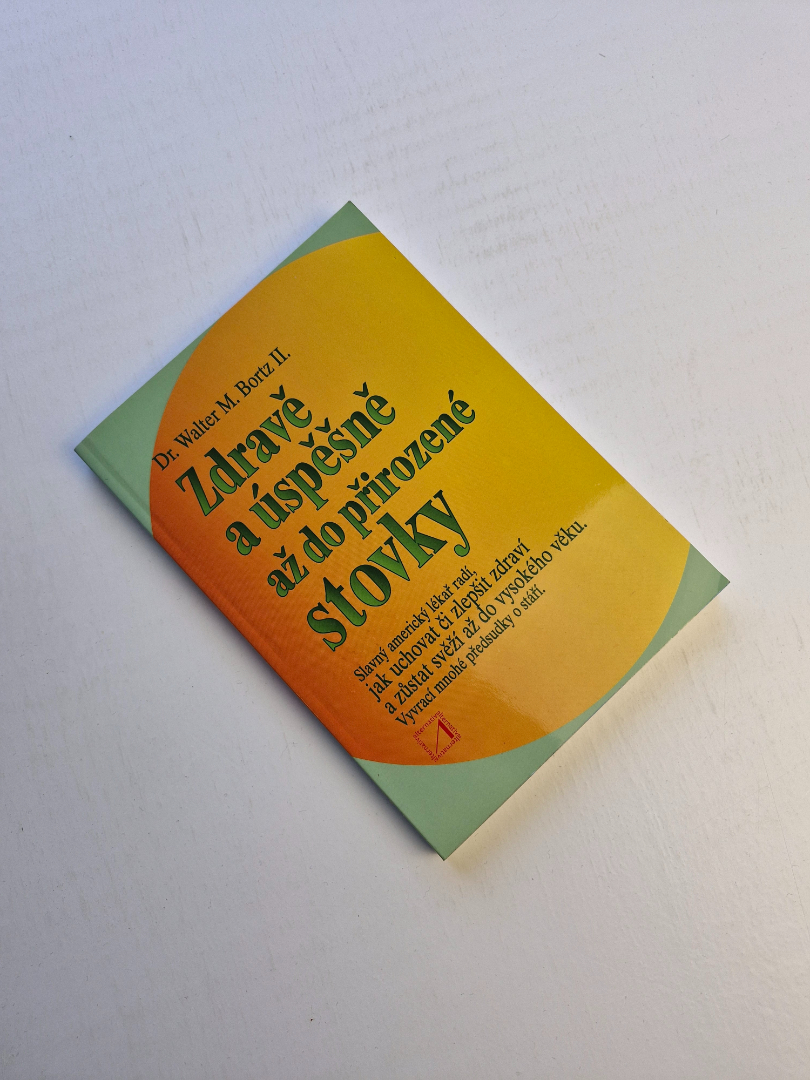 Dr. Walter M. Bortz II.
Zdravě
a úspěšně
až do přirozené
stovky
Slavný americký lékař radí,
jak uchovat či zlepšit zdraví
a zůstat svěží až do vysokého věku.
Vyvrací mnohé předsudky o stáří.